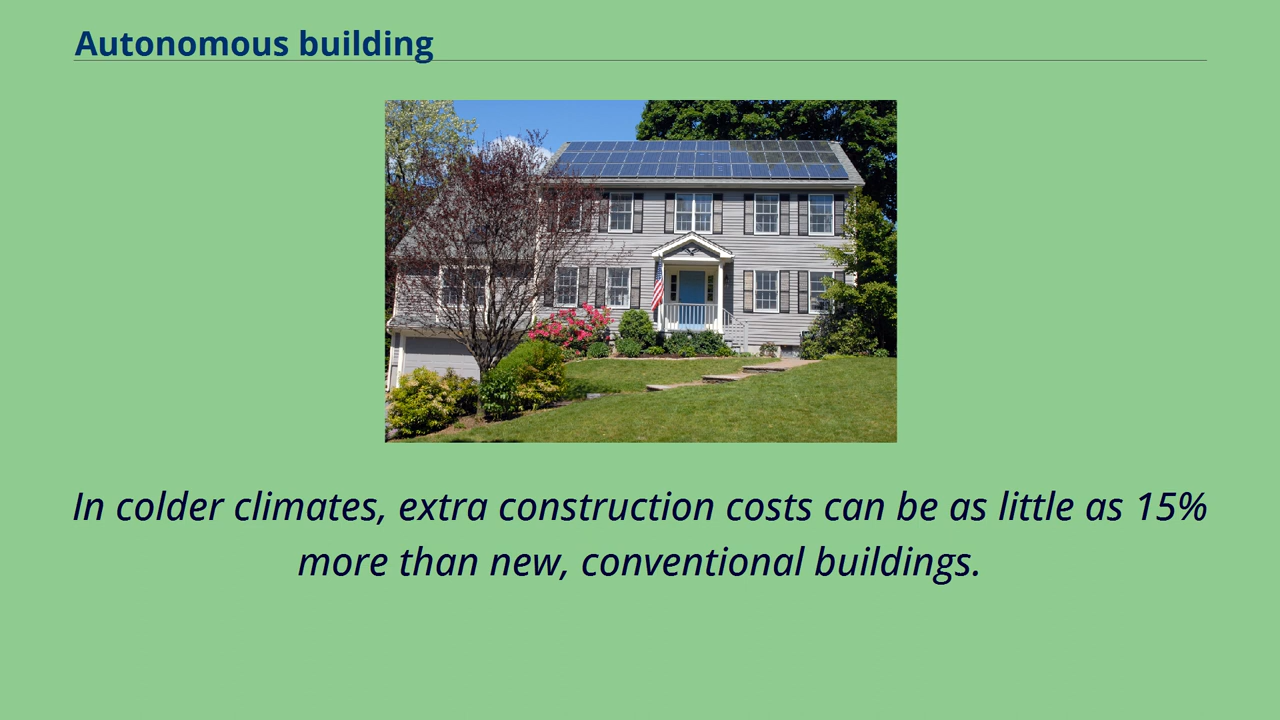 Autonomous building
In colder climates, extra construction costs can be as little as 15%
more than new, conventional buildings.